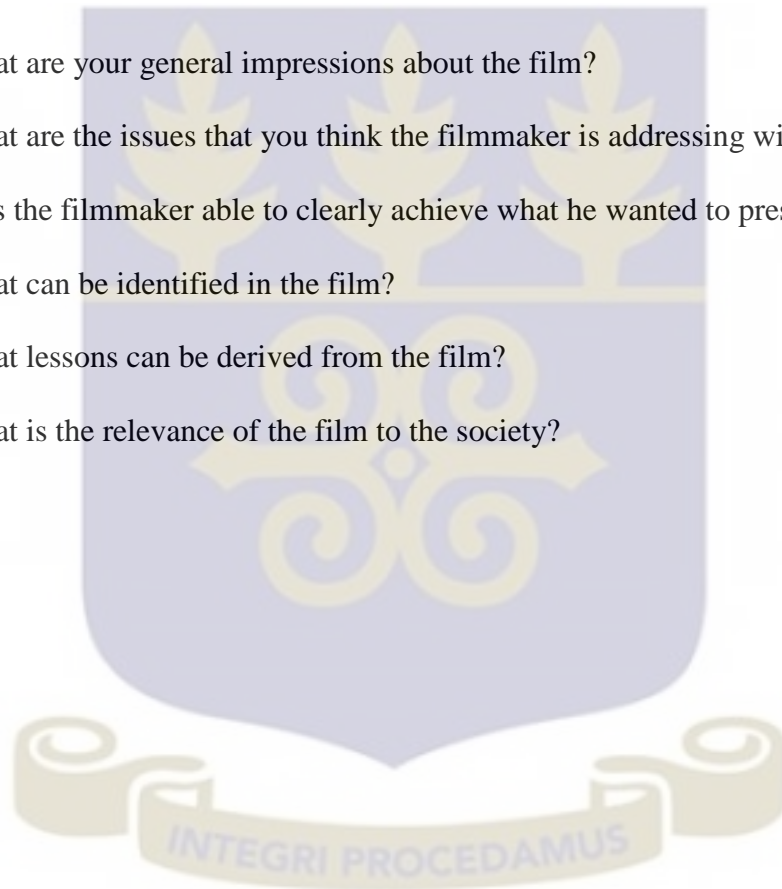 at are your general impressions about the film?
at are the issues that you think the filmmaker is addressing wi
s the filmmaker able to clearly achieve what he wanted to pres
at can be identified in the film?
at lessons can be derived from the film?
at is the relevance of the film to the society?
INTEGRI PROCEDAMUS